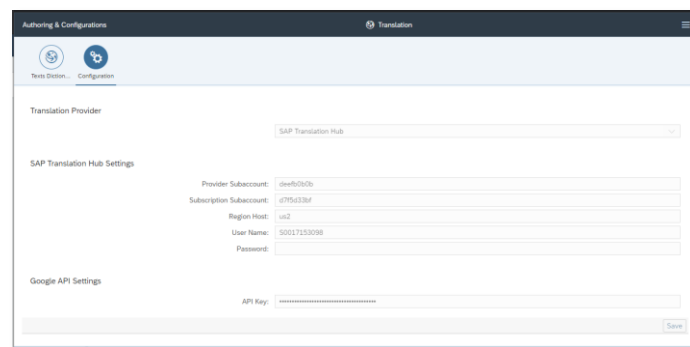 Authoring & Configurations
Translation
Texts Diction... Configuration
Translation Provider
SAP Translation Hub
SAP Translation Hub Settings
Provider Subaccount: deefb0b0b
Subscription Subaccount: d7f5d33bf
Region Host: us2
User Name: S0017153098
Password:
Google API Settings
API Key: ••••••••••••••••••••••••••••••••••••••
Save